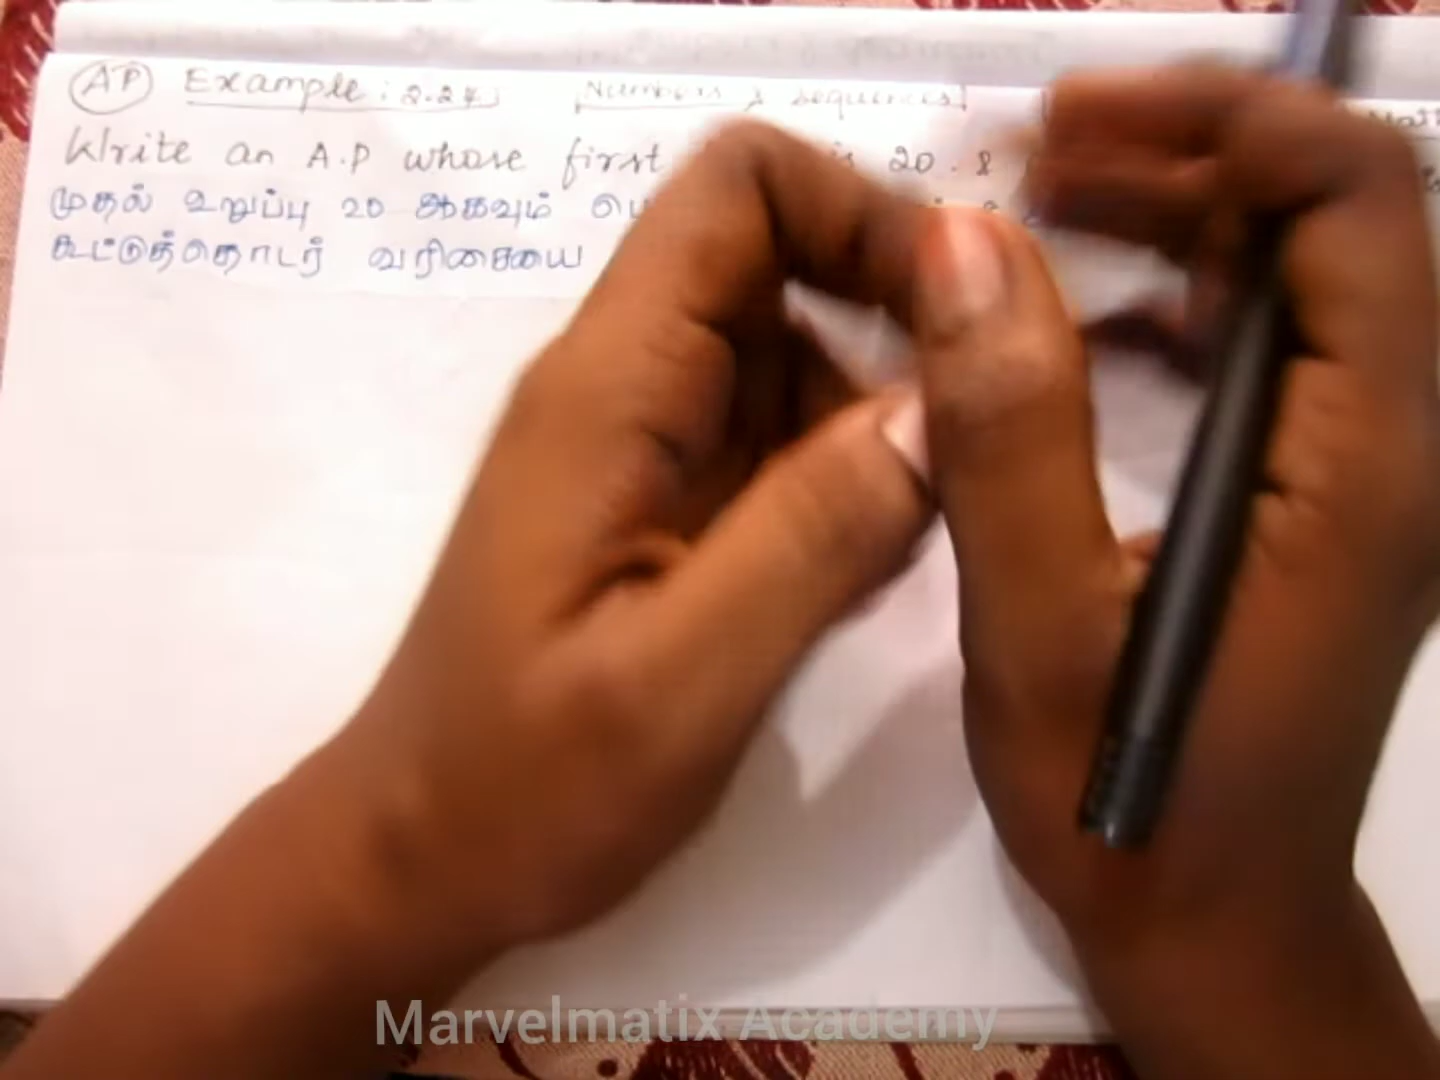 AP Example: 2.24 Numbers & sequences
Write an A.P whose first is 20 . 8
முதல் உறுப்பு 20 ஆகவும்
கூட்டுத்தொடர் வரிசையை
Marvelmatix Academy